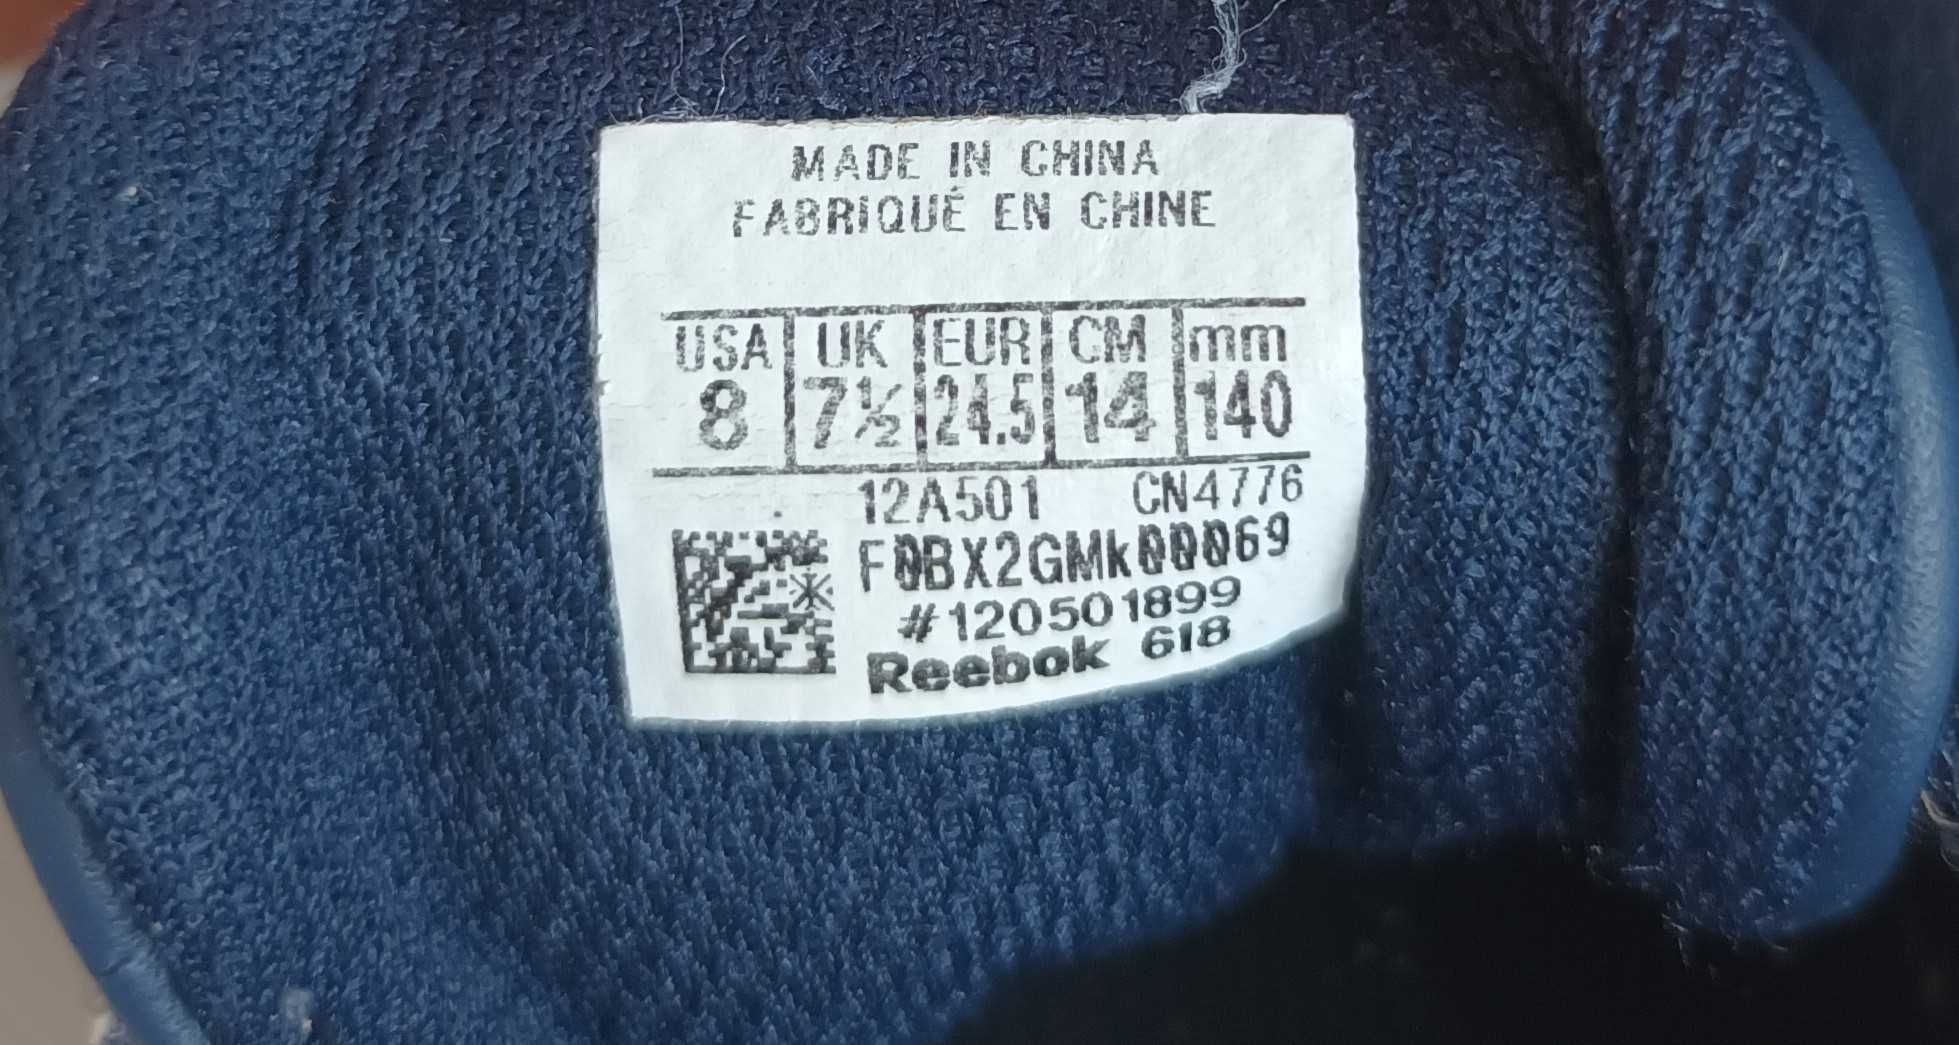 MADE IN CHINA
FABRIQUÉ EN CHINE
USA UK EUR CM mm
8 7½ 24.5 14 140
12A501 CN4776
F0BX2GMk00069
#120501899
Reebok 618